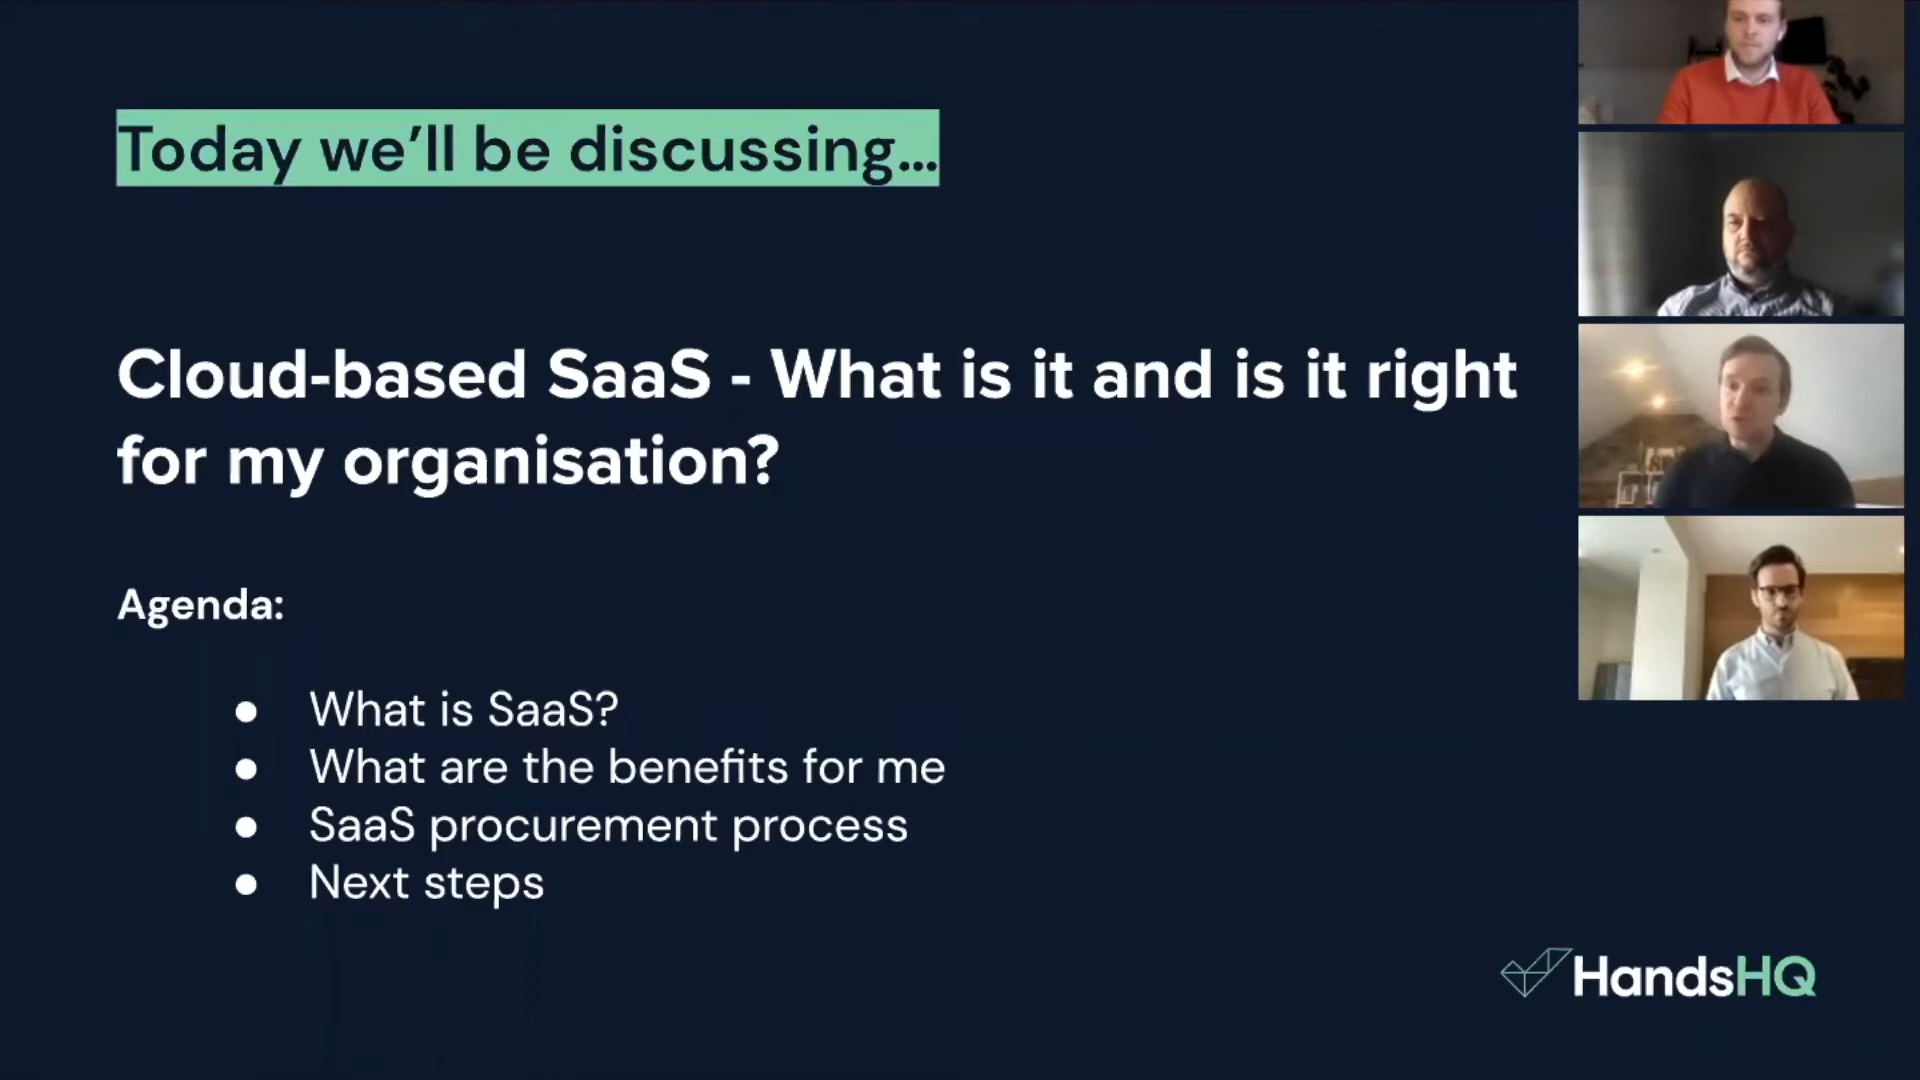 Today we’ll be discussing...
Cloud-based SaaS - What is it and is it right
for my organisation?
Agenda:
● What is SaaS?
● What are the benefits for me
● SaaS procurement process
● Next steps
HandsHQ